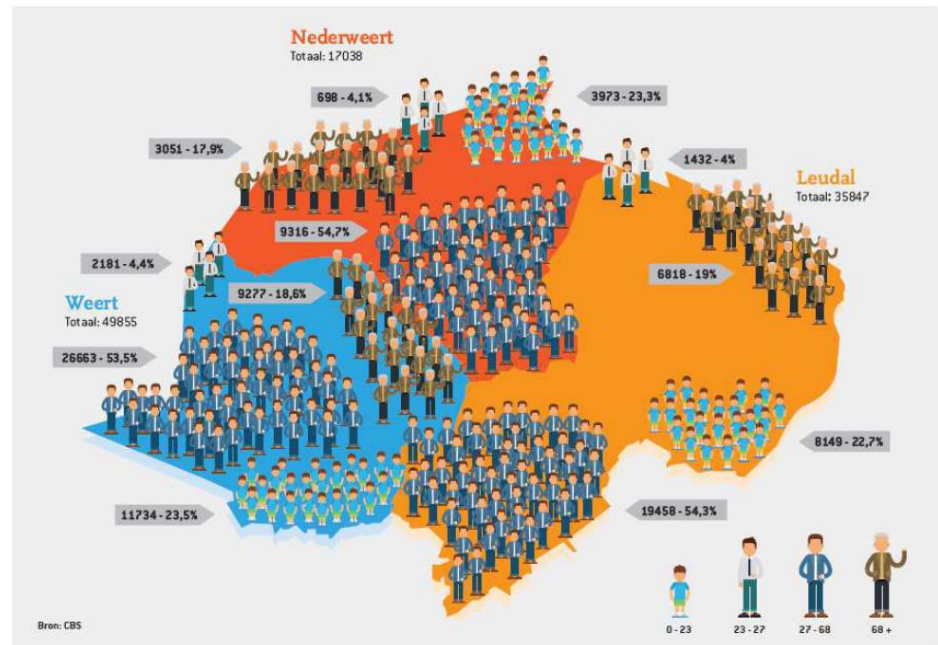 Nederweert
Totaal: 17038
698 - 4,1%
3973 - 23,3%
3051 - 17,9%
1432 - 4%
Leudal
Totaal: 35847
9316 - 54,7%
2181 - 4,4%
6818 - 19%
9277 - 18,6%
Weert
Totaal: 49855
26663 - 53,5%
8149 - 22,7%
11734 - 23,5%
19458 - 54,3%
Bron: CBS
0 - 23
23 - 27
27 - 68
68 +